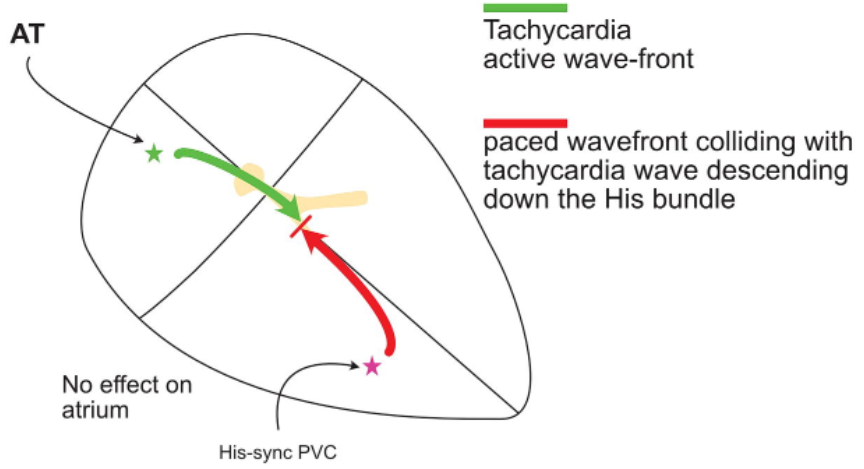 AT
Tachycardia
active wave-front
paced wavefront colliding with
tachycardia wave descending
down the His bundle
No effect on
atrium
His-sync PVC